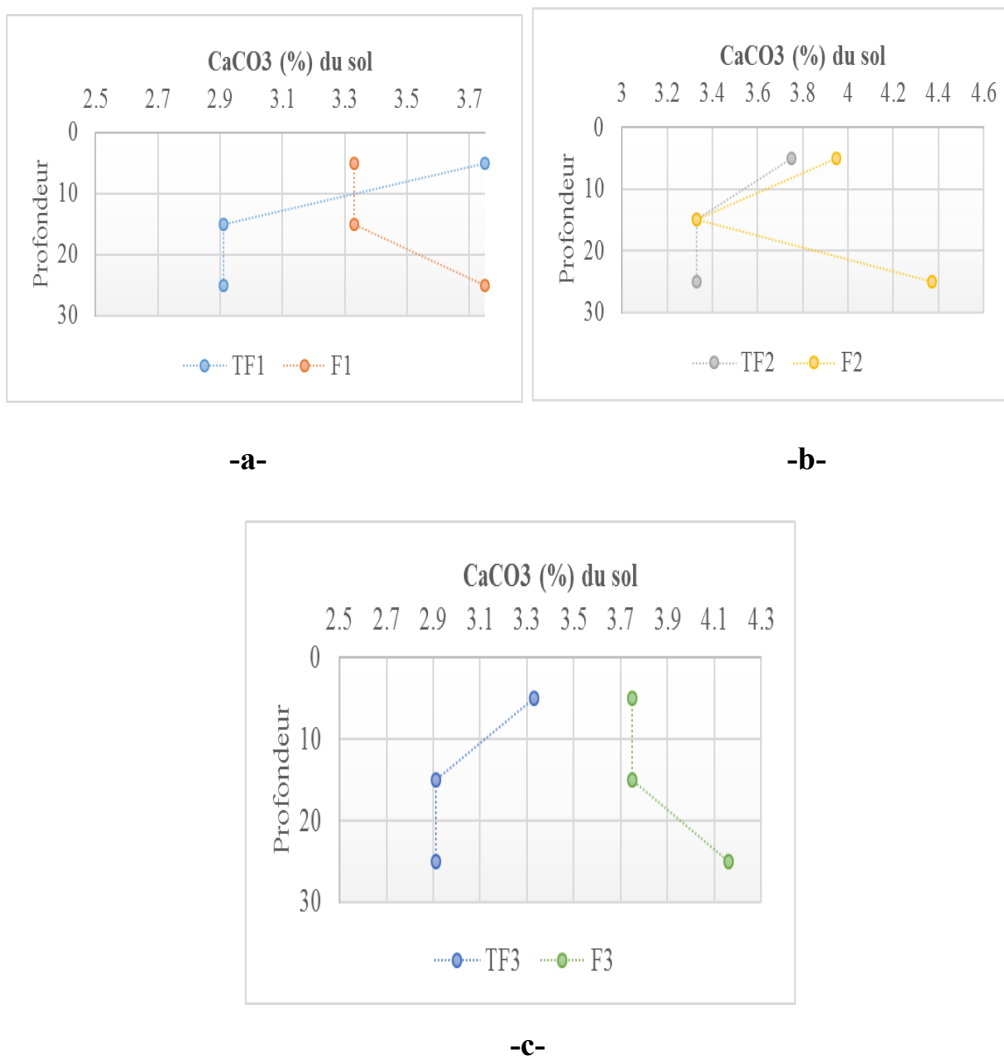 CaCO3 (%) du sol
2.5 2.7 2.9 3.1 3.3 3.5 3.7
0
10
20
30
Profondeur
TF1 F1
-a-
CaCO3 (%) du sol
3 3.2 3.4 3.6 3.8 4 4.2 4.4 4.6
0
10
20
30
Profondeur
TF2 F2
-b-
CaCO3 (%) du sol
2.5 2.7 2.9 3.1 3.3 3.5 3.7 3.9 4.1 4.3
0
10
20
30
Profondeur
TF3 F3
-c-